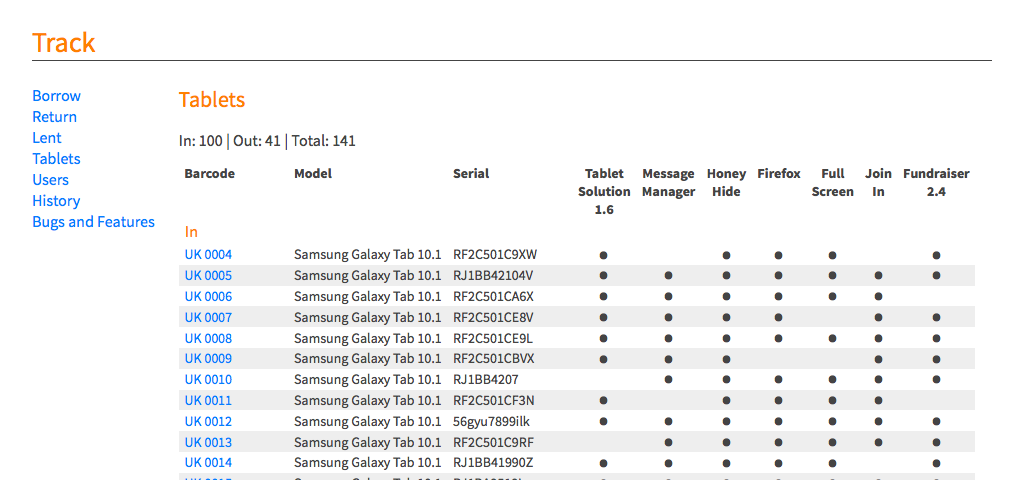 Track
Borrow
Return
Lent
Tablets
Users
History
Bugs and Features
Tablets
In: 100 | Out: 41 | Total: 141
Barcode Model Serial Tablet Solution 1.6 Message Manager Honey Hide Firefox Full Screen Join In Fundraiser 2.4
In
UK 0004 Samsung Galaxy Tab 10.1 RF2C501C9XW ● ● ● ● ●
UK 0005 Samsung Galaxy Tab 10.1 RJ1BB42104V ● ● ● ● ● ● ●
UK 0006 Samsung Galaxy Tab 10.1 RF2C501CA6X ● ● ● ● ● ●
UK 0007 Samsung Galaxy Tab 10.1 RF2C501CE8V ● ● ● ● ● ●
UK 0008 Samsung Galaxy Tab 10.1 RF2C501CE9L ● ● ● ● ● ● ●
UK 0009 Samsung Galaxy Tab 10.1 RF2C501CBVX ● ● ● ● ●
UK 0010 Samsung Galaxy Tab 10.1 RJ1BB4207 ● ● ● ● ● ●
UK 0011 Samsung Galaxy Tab 10.1 RF2C501CF3N ● ● ● ● ●
UK 0012 Samsung Galaxy Tab 10.1 56gyu7899ilk ● ● ● ● ● ● ●
UK 0013 Samsung Galaxy Tab 10.1 RF2C501C9RF ● ● ● ● ● ●
UK 0014 Samsung Galaxy Tab 10.1 RJ1BB41990Z ● ● ● ● ● ●